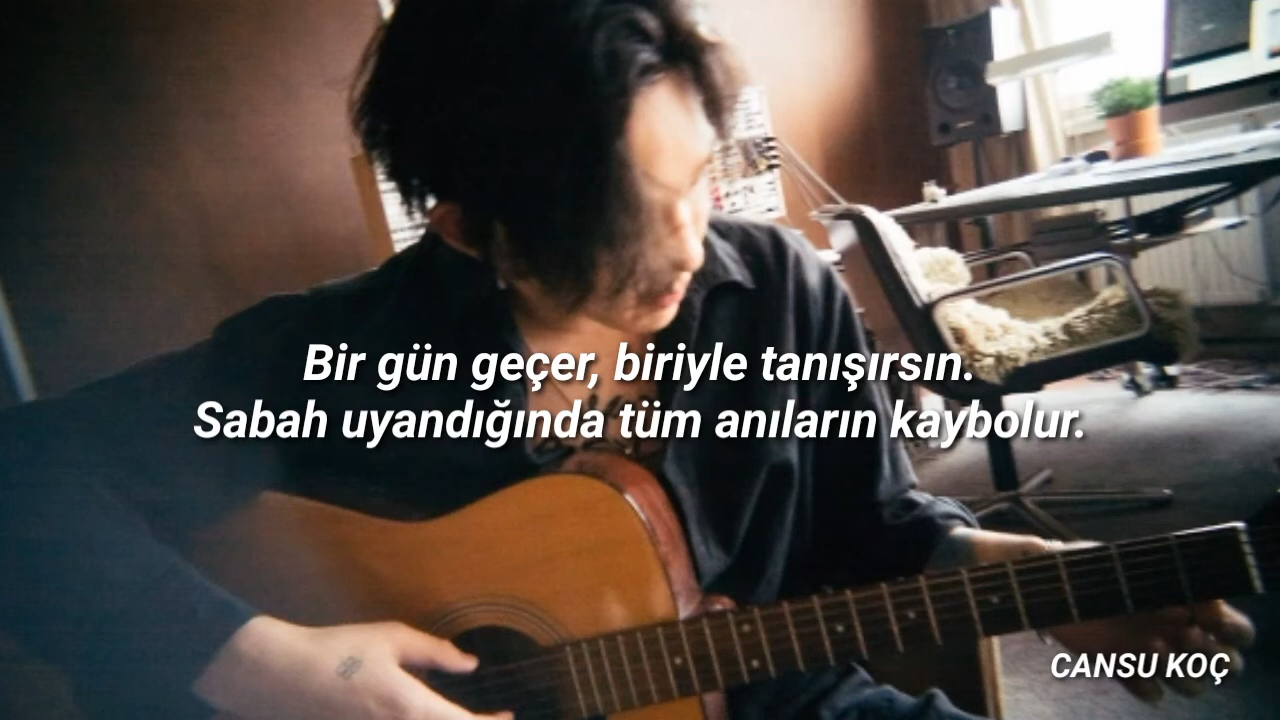 Bir gün geçer, biriyle tanışırsın.
Sabah uyandığında tüm anıların kaybolur.
CANSU KOÇ